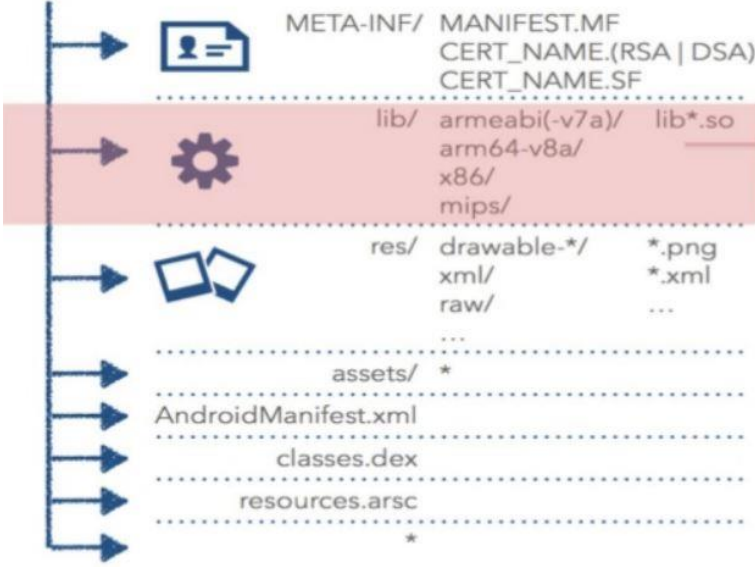 META-INF/ MANIFEST.MF
CERT_NAME.(RSA | DSA)
CERT_NAME.SF
lib/ armeabi(-v7a)/ lib*.so
arm64-v8a/
x86/
mips/
res/ drawable-*/ *.png
xml/ *.xml
raw/ ...
...
assets/ *
AndroidManifest.xml
classes.dex
resources.arsc
*